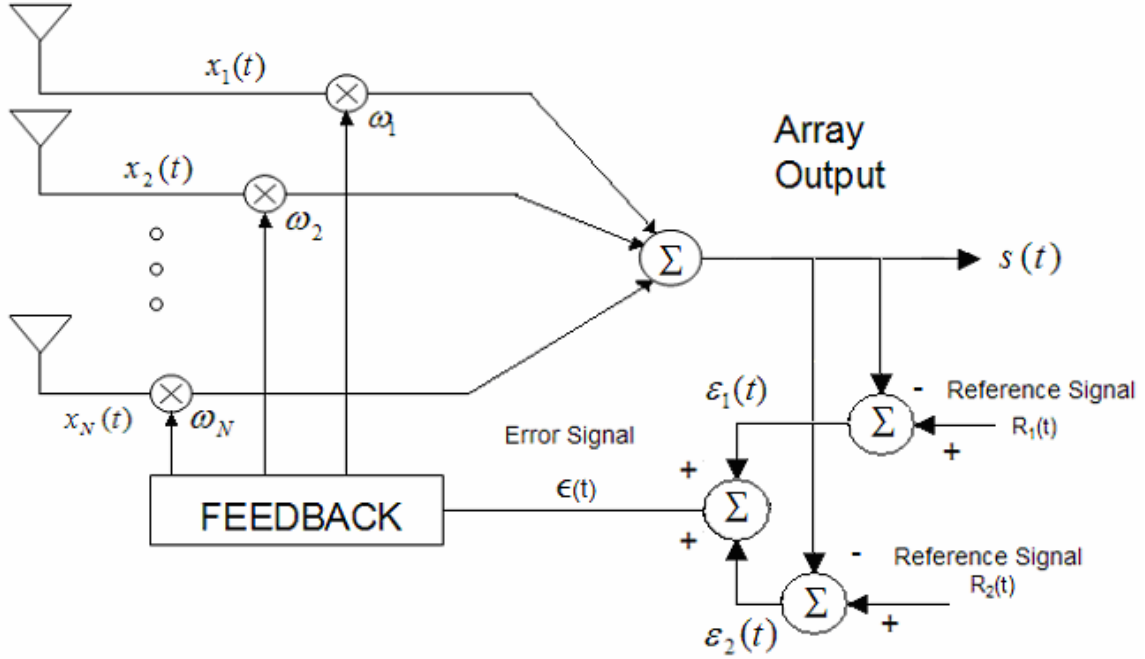 x₁(t)
ω₁
x₂(t)
ω₂
Array
Output
Σ
s(t)
x_N(t)
ω_N
ε₁(t)
-
Reference Signal
Σ
R₁(t)
+
Error Signal
+
ϵ(t)
Σ
FEEDBACK
+
-
Reference Signal
R₂(t)
Σ
+
ε₂(t)